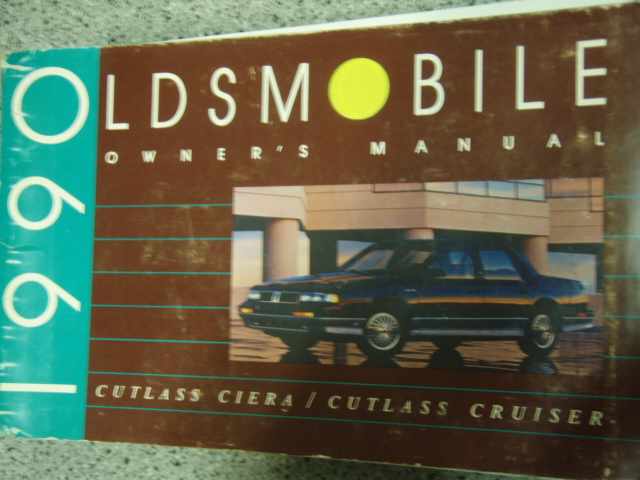 1990
OLDSMOBILE
OWNER'S MANUAL
CUTLASS CIERA / CUTLASS CRUISER